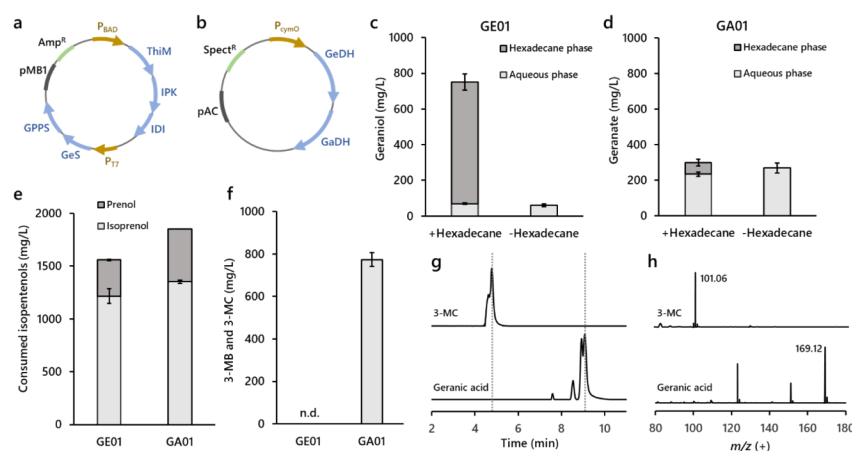 a
P_BAD
Amp^R
ThiM
pMB1
IPK
GPPS
IDI
GeS
P_T7
b
P_cymO
Spect^R
GeDH
pAC
GaDH
c
GE01
1000
800
600
400
200
0
Geraniol (mg/L)
Hexadecane phase
Aqueous phase
+Hexadecane
-Hexadecane
d
GA01
1000
800
600
400
200
0
Geranate (mg/L)
Hexadecane phase
Aqueous phase
+Hexadecane
-Hexadecane
e
2000
1500
1000
500
0
Consumed isopentenols (mg/L)
Prenol
Isoprenol
GE01
GA01
f
1000
800
600
400
200
0
3-MB and 3-MC (mg/L)
n.d.
GE01
GA01
g
3-MC
Geranic acid
2
4
6
8
10
Time (min)
h
101.06
3-MC
169.12
Geranic acid
80
100
120
140
160
180
m/z (+)